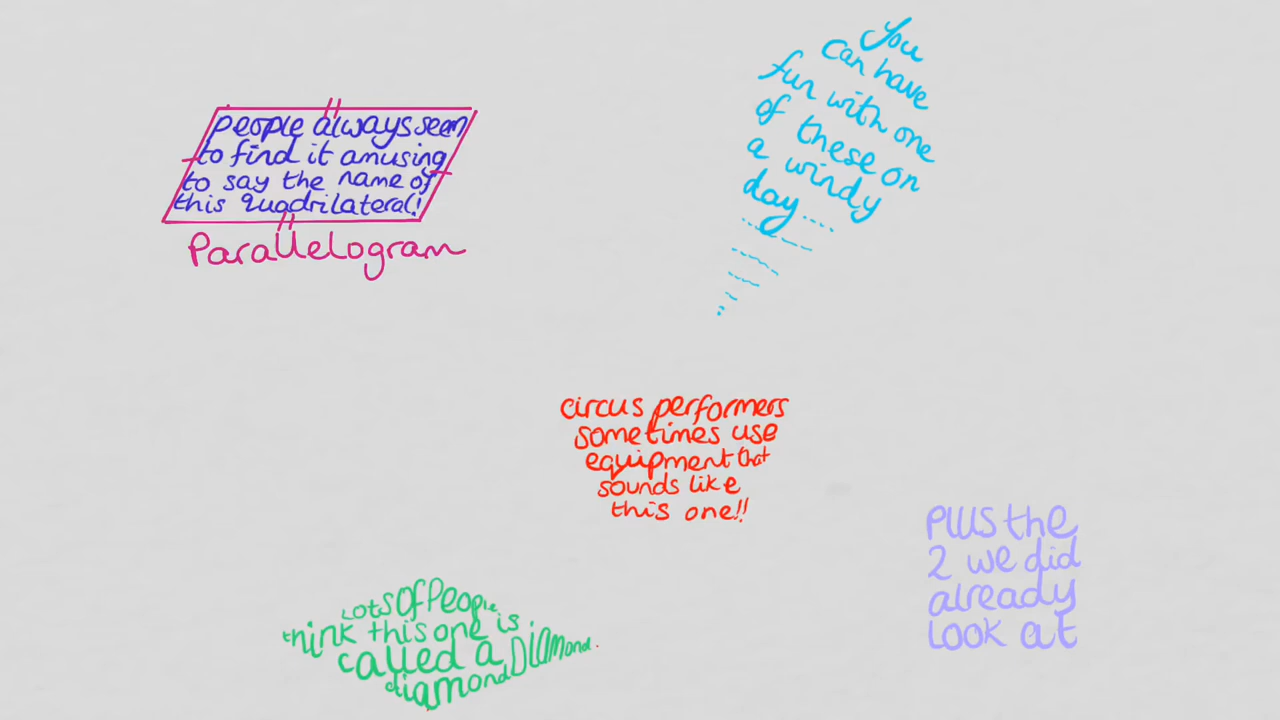 people always seem
to find it amusing
to say the name of
this quadrilateral!
Parallelogram
You
can have
fun with one
of these on
a windy
day....
circus performers
sometimes use
equipment that
sounds like
this one!!
Lots of People
think this one is
called a DIAMond.
diamond
PLUS the
2 we did
already
look at